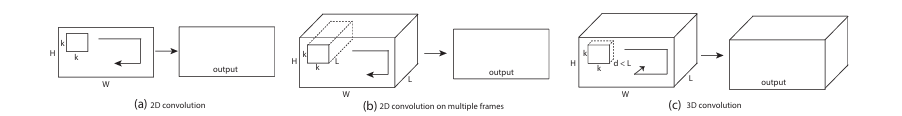 H
k
k
W
output
(a) 2D convolution
H
k
k
L
W
L
output
(b) 2D convolution on multiple frames
H
k
k
d < L
W
L
output
(c) 3D convolution